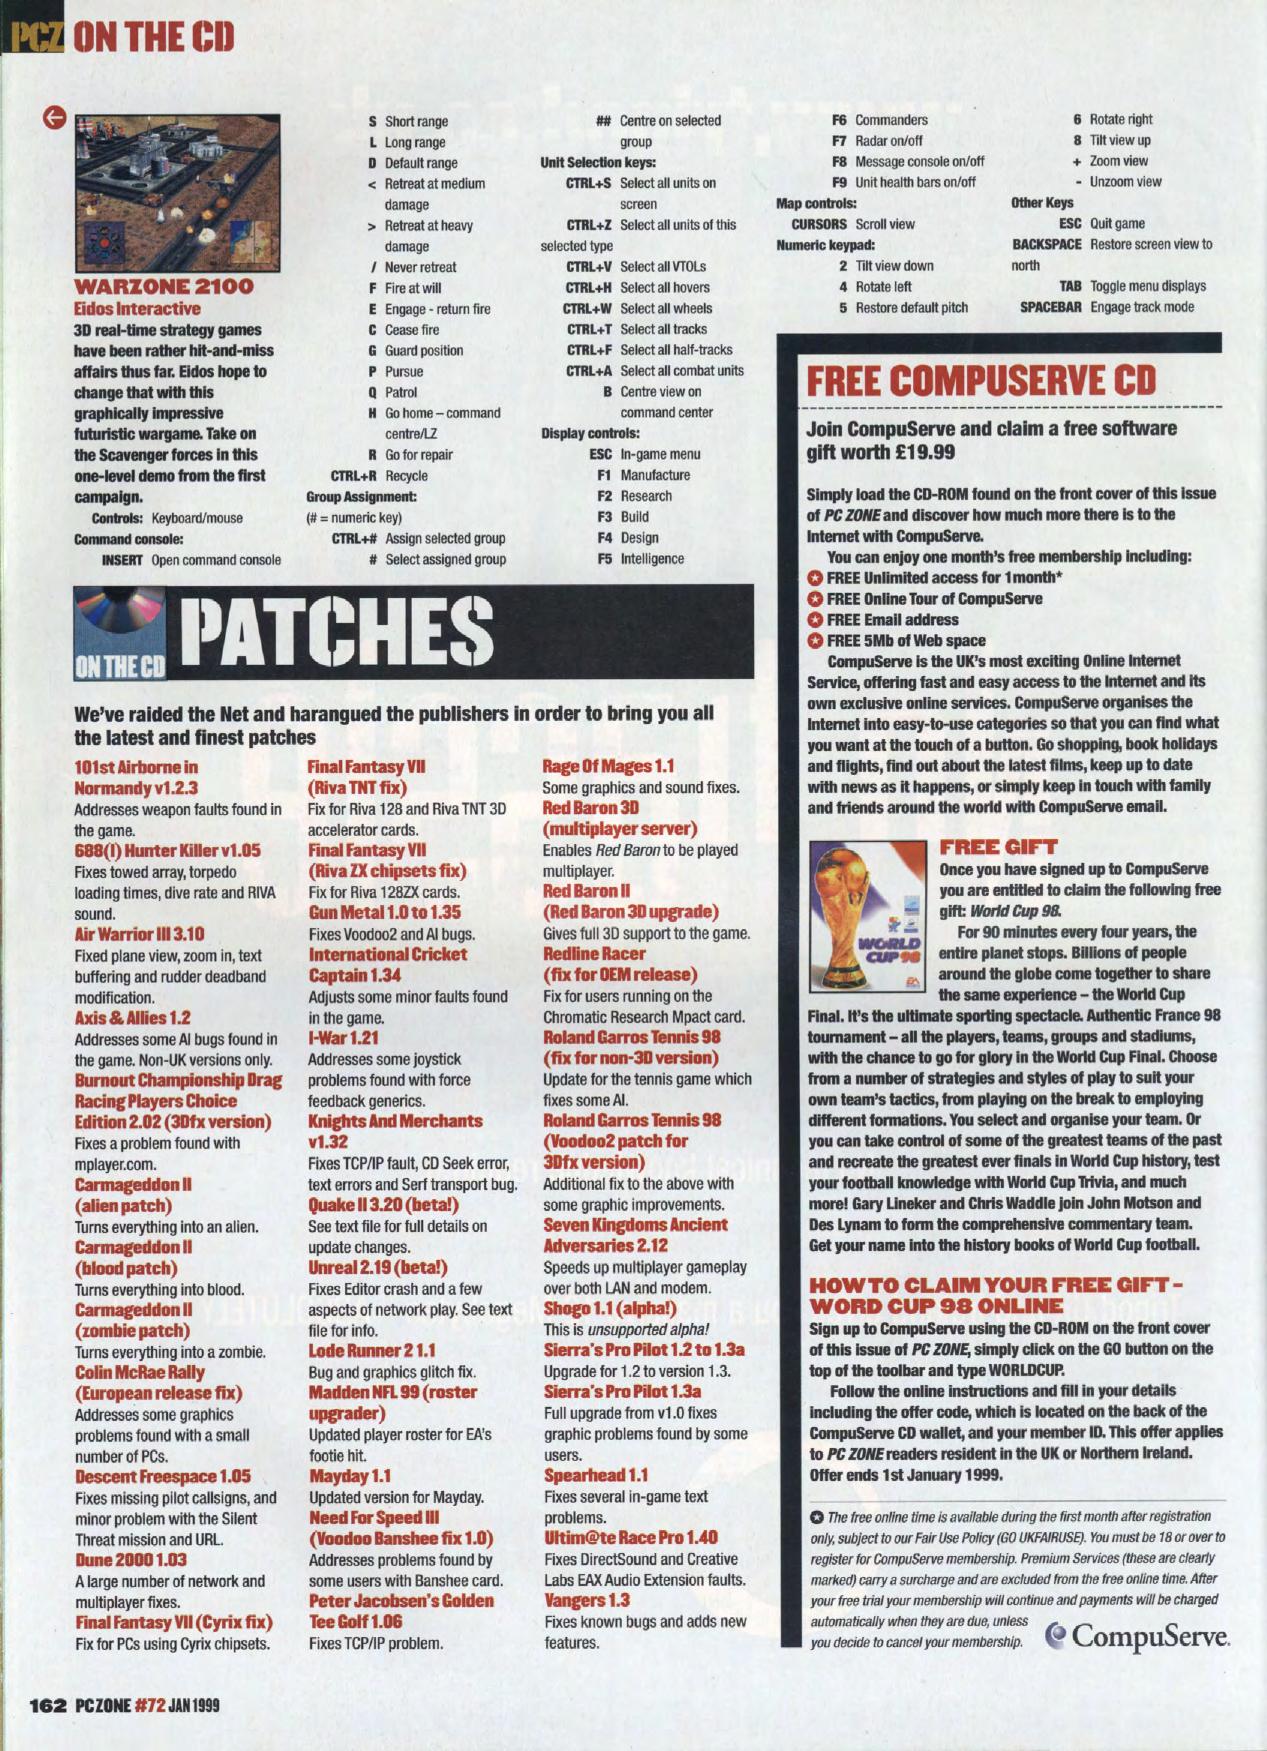 PCZ ON THE CD
WARZONE 2100
Eidos Interactive
3D real-time strategy games
have been rather hit-and-miss
affairs thus far. Eidos hope to
change that with this
graphically impressive
futuristic wargame. Take on
the Scavenger forces in this
one-level demo from the first
campaign.
Controls: Keyboard/mouse
Command console:
INSERT Open command console
S Short range
L Long range
D Default range
< Retreat at medium
damage
> Retreat at heavy
damage
/ Never retreat
F Fire at will
E Engage - return fire
C Cease fire
G Guard position
P Pursue
Q Patrol
H Go home – command
centre/LZ
R Go for repair
CTRL+R Recycle
Group Assignment:
(# = numeric key)
CTRL+# Assign selected group
# Select assigned group
## Centre on selected
group
Unit Selection keys:
CTRL+S Select all units on
screen
CTRL+Z Select all units of this
selected type
CTRL+V Select all VTOLs
CTRL+H Select all hovers
CTRL+W Select all wheels
CTRL+T Select all tracks
CTRL+F Select all half-tracks
CTRL+A Select all combat units
B Centre view on
command center
Display controls:
ESC In-game menu
F1 Manufacture
F2 Research
F3 Build
F4 Design
F5 Intelligence
F6 Commanders
F7 Radar on/off
F8 Message console on/off
F9 Unit health bars on/off
Map controls:
CURSORS Scroll view
Numeric keypad:
2 Tilt view down
4 Rotate left
5 Restore default pitch
6 Rotate right
8 Tilt view up
+ Zoom view
- Unzoom view
Other Keys
ESC Quit game
BACKSPACE Restore screen view to
north
TAB Toggle menu displays
SPACEBAR Engage track mode
ON THE CD
PATCHES
We've raided the Net and harangued the publishers in order to bring you all
the latest and finest patches
101st Airborne in
Normandy v1.2.3
Addresses weapon faults found in
the game.
688(I) Hunter Killer v1.05
Fixes towed array, torpedo
loading times, dive rate and RIVA
sound.
Air Warrior III 3.10
Fixed plane view, zoom in, text
buffering and rudder deadband
modification.
Axis & Allies 1.2
Addresses some AI bugs found in
the game. Non-UK versions only.
Burnout Championship Drag
Racing Players Choice
Edition 2.02 (3Dfx version)
Fixes a problem found with
mplayer.com.
Carmageddon II
(alien patch)
Turns everything into an alien.
Carmageddon II
(blood patch)
Turns everything into blood.
Carmageddon II
(zombie patch)
Turns everything into a zombie.
Colin McRae Rally
(European release fix)
Addresses some graphics
problems found with a small
number of PCs.
Descent Freespace 1.05
Fixes missing pilot callsigns, and
minor problem with the Silent
Threat mission and URL.
Dune 2000 1.03
A large number of network and
multiplayer fixes.
Final Fantasy VII (Cyrix fix)
Fix for PCs using Cyrix chipsets.
Final Fantasy VII
(Riva TNT fix)
Fix for Riva 128 and Riva TNT 3D
accelerator cards.
Final Fantasy VII
(Riva ZX chipsets fix)
Fix for Riva 128ZX cards.
Gun Metal 1.0 to 1.35
Fixes Voodoo2 and AI bugs.
International Cricket
Captain 1.34
Adjusts some minor faults found
in the game.
I-War 1.21
Addresses some joystick
problems found with force
feedback generics.
Knights And Merchants
v1.32
Fixes TCP/IP fault, CD Seek error,
text errors and Serf transport bug.
Quake II 3.20 (beta!)
See text file for full details on
update changes.
Unreal 2.19 (beta!)
Fixes Editor crash and a few
aspects of network play. See text
file for info.
Lode Runner 2 1.1
Bug and graphics glitch fix.
Madden NFL 99 (roster
upgrader)
Updated player roster for EA's
footie hit.
Mayday 1.1
Updated version for Mayday.
Need For Speed III
(Voodoo Banshee fix 1.0)
Addresses problems found by
some users with Banshee card.
Peter Jacobsen's Golden
Tee Golf 1.06
Fixes TCP/IP problem.
Rage Of Mages 1.1
Some graphics and sound fixes.
Red Baron 3D
(multiplayer server)
Enables Red Baron to be played
multiplayer.
Red Baron II
(Red Baron 3D upgrade)
Gives full 3D support to the game.
Redline Racer
(fix for OEM release)
Fix for users running on the
Chromatic Research Mpact card.
Roland Garros Tennis 98
(fix for non-3D version)
Update for the tennis game which
fixes some AI.
Roland Garros Tennis 98
(Voodoo2 patch for
3Dfx version)
Additional fix to the above with
some graphic improvements.
Seven Kingdoms Ancient
Adversaries 2.12
Speeds up multiplayer gameplay
over both LAN and modem.
Shogo 1.1 (alpha!)
This is unsupported alpha!
Sierra's Pro Pilot 1.2 to 1.3a
Upgrade for 1.2 to version 1.3.
Sierra's Pro Pilot 1.3a
Full upgrade from v1.0 fixes
graphic problems found by some
users.
Spearhead 1.1
Fixes several in-game text
problems.
Ultim@te Race Pro 1.40
Fixes DirectSound and Creative
Labs EAX Audio Extension faults.
Vangers 1.3
Fixes known bugs and adds new
features.
FREE COMPUSERVE CD
Join CompuServe and claim a free software
gift worth £19.99
Simply load the CD-ROM found on the front cover of this issue
of PC ZONE and discover how much more there is to the
Internet with CompuServe.
You can enjoy one month's free membership including:
FREE Unlimited access for 1 month*
FREE Online Tour of CompuServe
FREE Email address
FREE 5Mb of Web space
CompuServe is the UK's most exciting Online Internet
Service, offering fast and easy access to the Internet and its
own exclusive online services. CompuServe organises the
Internet into easy-to-use categories so that you can find what
you want at the touch of a button. Go shopping, book holidays
and flights, find out about the latest films, keep up to date
with news as it happens, or simply keep in touch with family
and friends around the world with CompuServe email.
WORLD
CUP 98
FREE GIFT
Once you have signed up to CompuServe
you are entitled to claim the following free
gift: World Cup 98.
For 90 minutes every four years, the
entire planet stops. Billions of people
around the globe come together to share
the same experience – the World Cup
Final. It's the ultimate sporting spectacle. Authentic France 98
tournament – all the players, teams, groups and stadiums,
with the chance to go for glory in the World Cup Final. Choose
from a number of strategies and styles of play to suit your
own team's tactics, from playing on the break to employing
different formations. You select and organise your team. Or
you can take control of some of the greatest teams of the past
and recreate the greatest ever finals in World Cup history, test
your football knowledge with World Cup Trivia, and much
more! Gary Lineker and Chris Waddle join John Motson and
Des Lynam to form the comprehensive commentary team.
Get your name into the history books of World Cup football.
HOW TO CLAIM YOUR FREE GIFT –
WORD CUP 98 ONLINE
Sign up to CompuServe using the CD-ROM on the front cover
of this issue of PC ZONE, simply click on the GO button on the
top of the toolbar and type WORLDCUP.
Follow the online instructions and fill in your details
including the offer code, which is located on the back of the
CompuServe CD wallet, and your member ID. This offer applies
to PC ZONE readers resident in the UK or Northern Ireland.
Offer ends 1st January 1999.
The free online time is available during the first month after registration
only, subject to our Fair Use Policy (GO UKFAIRUSE). You must be 18 or over to
register for CompuServe membership. Premium Services (these are clearly
marked) carry a surcharge and are excluded from the free online time. After
your free trial your membership will continue and payments will be charged
automatically when they are due, unless
you decide to cancel your membership.
CompuServe.
162 PC ZONE #72 JAN 1999